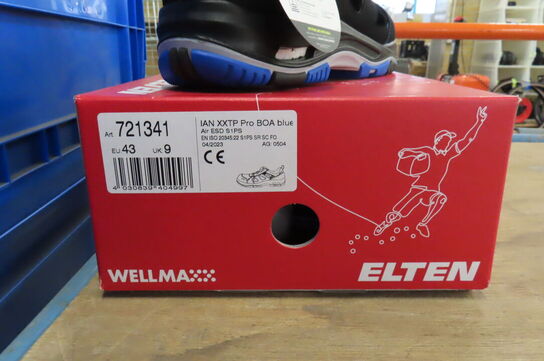 Art. 721341
EU: 43 UK: 9
4 030839 404997
IAN XXTP Pro BOA blue
Air ESD S1PS
EN ISO 20345:22 S1PS SR SC FO
04/2023 AG: 0504
CE
WELLMAXX
ELTEN